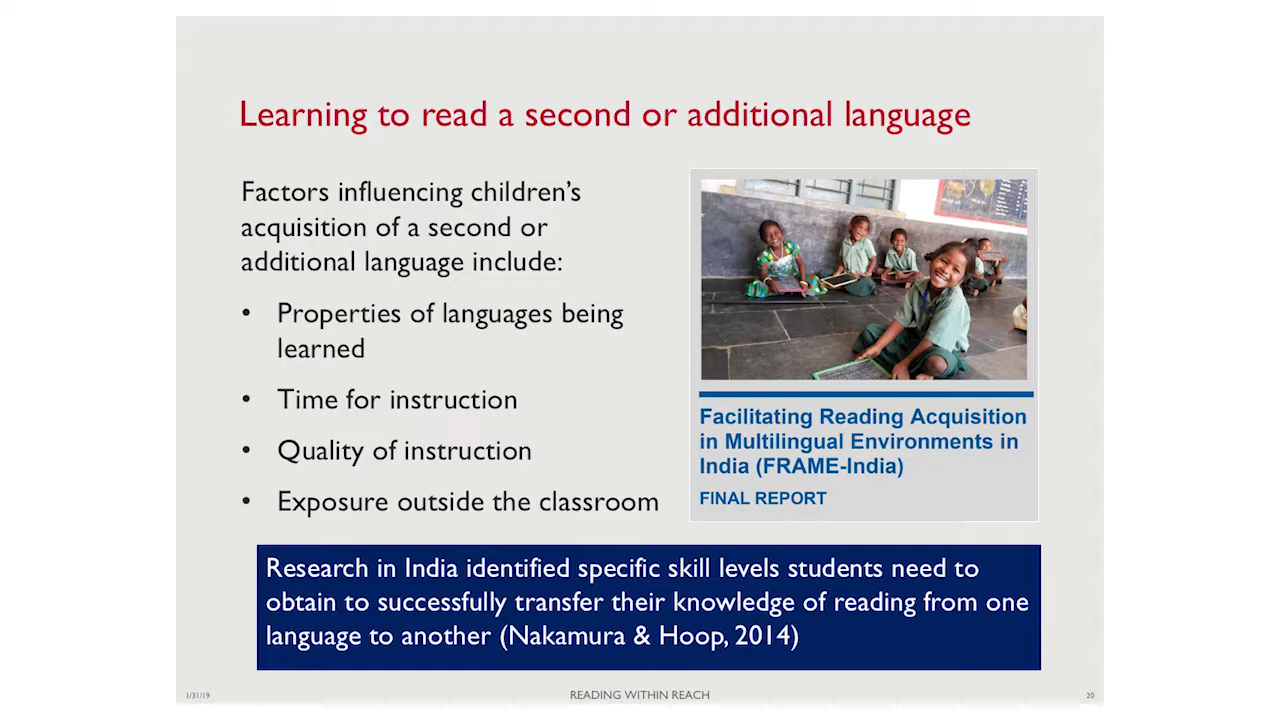 Learning to read a second or additional language
Factors influencing children's
acquisition of a second or
additional language include:
• Properties of languages being
learned
• Time for instruction
• Quality of instruction
• Exposure outside the classroom
Facilitating Reading Acquisition
in Multilingual Environments in
India (FRAME-India)
FINAL REPORT
Research in India identified specific skill levels students need to
obtain to successfully transfer their knowledge of reading from one
language to another (Nakamura & Hoop, 2014)
1/31/19
READING WITHIN REACH
20